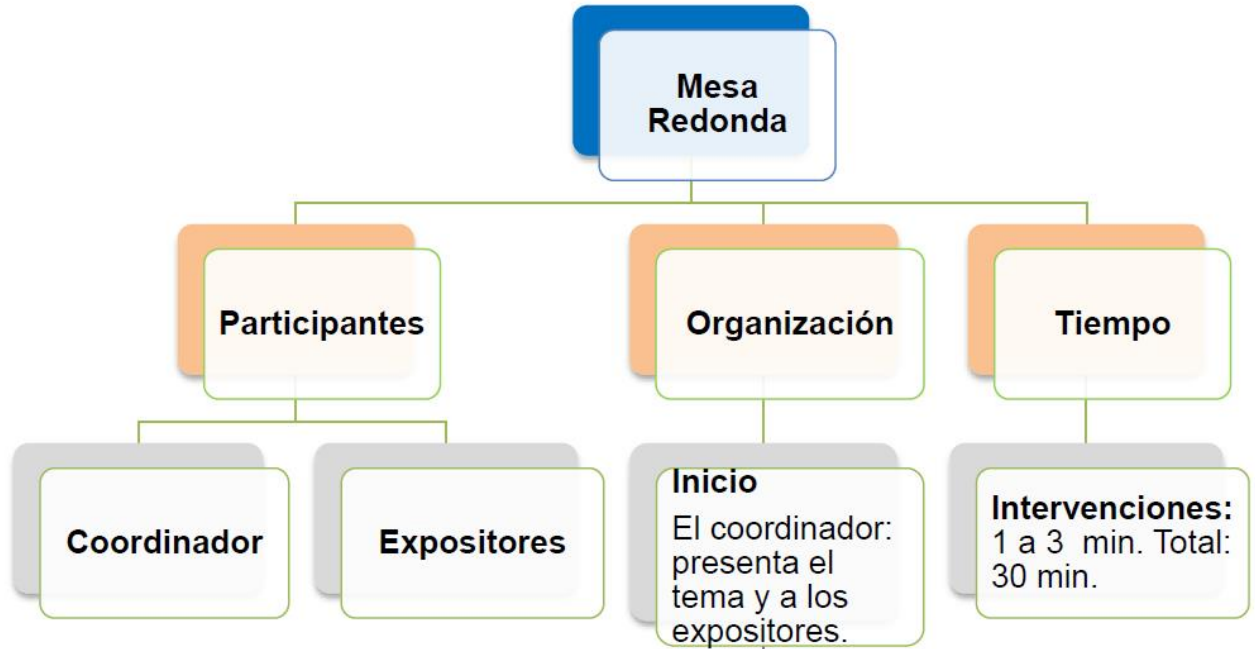 Mesa
Redonda
Participantes
Organización
Tiempo
Coordinador
Expositores
Inicio
El coordinador:
presenta el
tema y a los
expositores.
Intervenciones:
1 a 3 min. Total:
30 min.